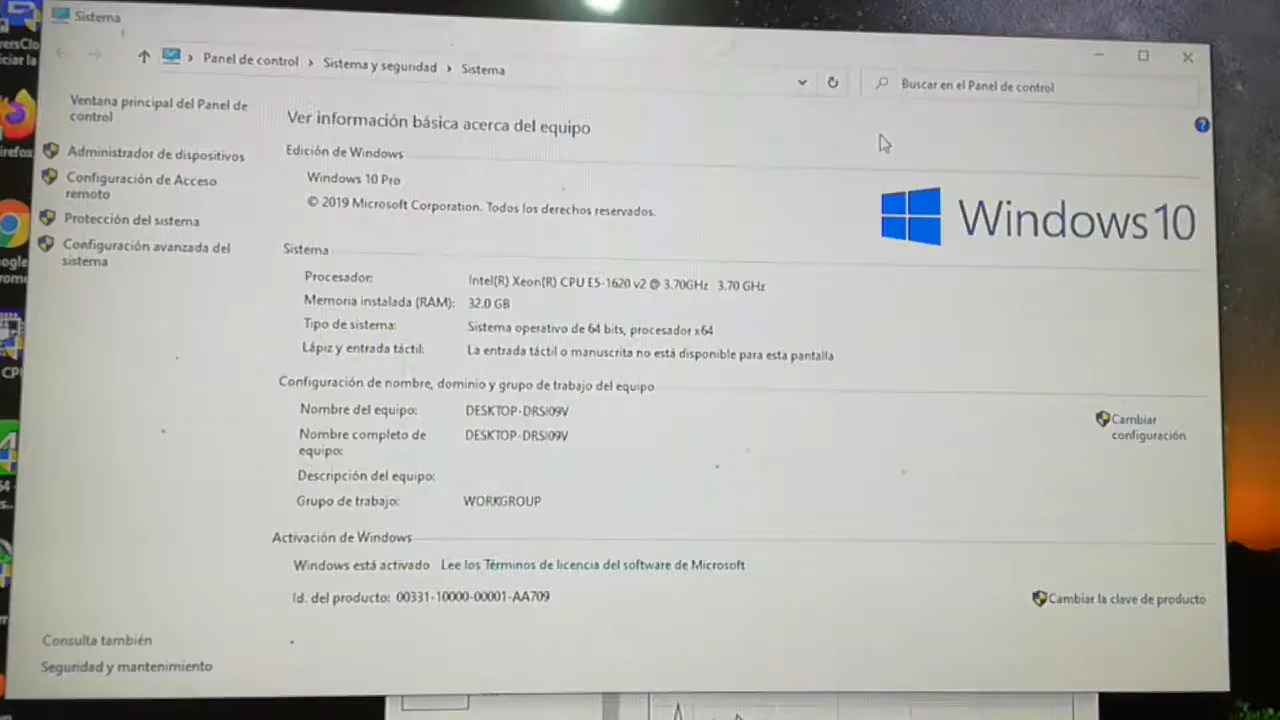 Sistema
Panel de control > Sistema y seguridad > Sistema
Buscar en el Panel de control
Ventana principal del Panel de
control
Administrador de dispositivos
Configuración de Acceso
remoto
Protección del sistema
Configuración avanzada del
sistema
Ver información básica acerca del equipo
Edición de Windows
Windows 10 Pro
© 2019 Microsoft Corporation. Todos los derechos reservados.
Windows 10
Sistema
Procesador: Intel(R) Xeon(R) CPU E5-1620 v2 @ 3.70GHz 3.70 GHz
Memoria instalada (RAM): 32.0 GB
Tipo de sistema: Sistema operativo de 64 bits, procesador x64
Lápiz y entrada táctil: La entrada táctil o manuscrita no está disponible para esta pantalla
Configuración de nombre, dominio y grupo de trabajo del equipo
Nombre del equipo: DESKTOP-DRSI09V
Cambiar
configuración
Nombre completo de
equipo: DESKTOP-DRSI09V
Descripción del equipo:
Grupo de trabajo: WORKGROUP
Activación de Windows
Windows está activado Lee los Términos de licencia del software de Microsoft
Id. del producto: 00331-10000-00001-AA709
Cambiar la clave de producto
Consulta también
Seguridad y mantenimiento